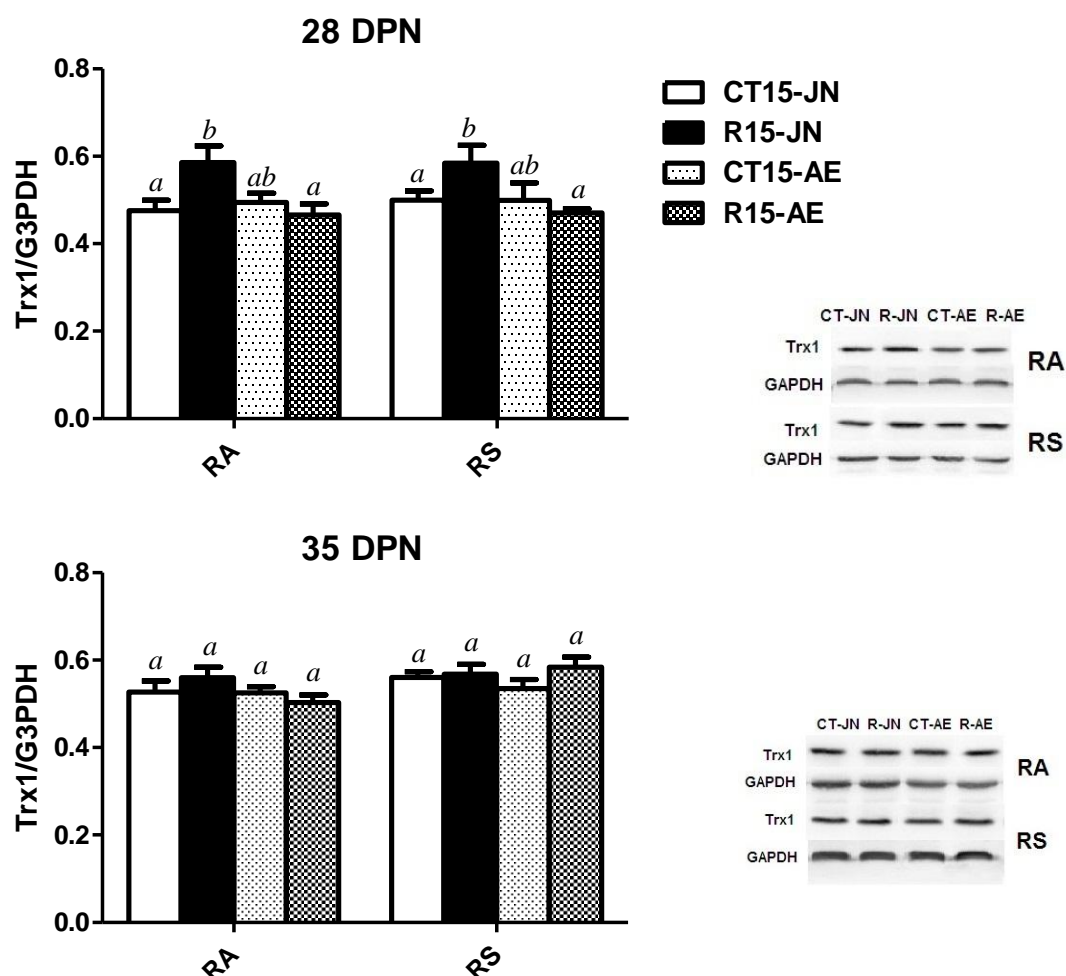 28 DPN
0.8
0.6
0.4
0.2
0.0
Trx1/G3PDH
a b ab a
a b ab a
RA RS
CT15-JN
R15-JN
CT15-AE
R15-AE
CT-JN R-JN CT-AE R-AE
Trx1
GAPDH
RA
Trx1
GAPDH
RS
35 DPN
0.8
0.6
0.4
0.2
0.0
Trx1/G3PDH
a a a a
a a a a
RA RS
CT-JN R-JN CT-AE R-AE
Trx1
GAPDH
RA
Trx1
GAPDH
RS